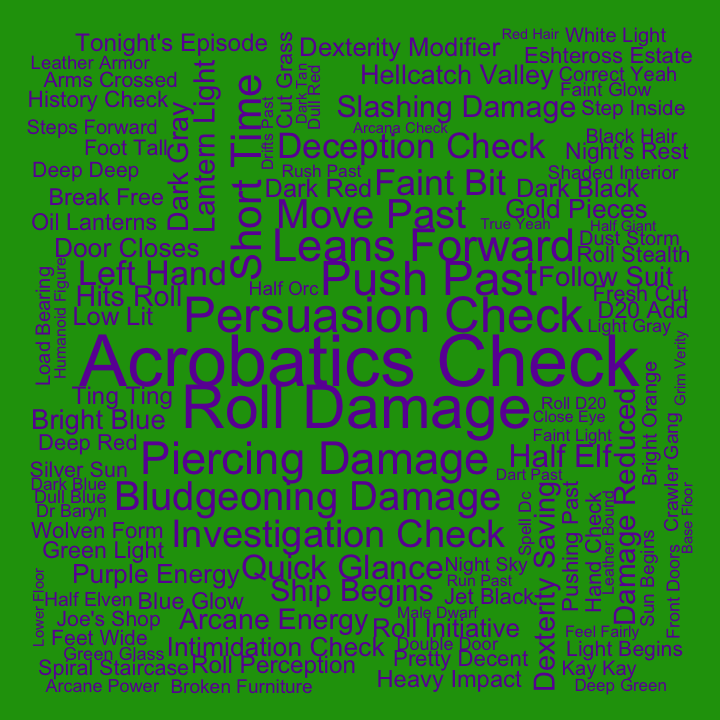 Red Hair
White Light
Tonight's Episode
Dexterity Modifier
Eshteross Estate
Leather Armor
Cut Grass
Arms Crossed
Lantern Light
Hellcatch Valley
Correct Yeah
Dark Tan
Dull Red
Faint Glow
History Check
Short Time
Slashing Damage
Step Inside
Dark Gray
Drifts Past
Steps Forward
Arcana Check
Black Hair
Foot Tall
Deception Check
Night's Rest
Deep Deep
Rush Past
Shaded Interior
Break Free
Dark Red
Faint Bit
Dark Black
Oil Lanterns
Move Past
Gold Pieces
True Yeah
Half Giant
Door Closes
Leans Forward
Dust Storm
Roll Stealth
Left Hand
Push Past
Follow Suit
Load Bearing
Humanoid Figure
Hits Roll
Half Orc
Fresh Cut
Low Lit
Persuasion Check
D20 Add
Light Gray
Acrobatics Check
Grim Verity
Ting Ting
Roll Damage
Roll D20
Bright Orange
Bright Blue
Close Eye
Deep Red
Faint Light
Damage Reduced
Crawler Gang
Piercing Damage
Half Elf
Silver Sun
Dart Past
Dark Blue
Dull Blue
Bludgeoning Damage
Dr Baryn
Spell Dc
Dexterity Saving
Pushing Past
Hand Check
Leather Bound
Base Floor
Wolven Form
Investigation Check
Green Light
Sun Begins
Front Doors
Purple Energy
Quick Glance
Night Sky
Run Past
Lower Floor
Half Elven
Blue Glow
Ship Begins
Jet Black
Joe's Shop
Arcane Energy
Male Dwarf
Roll Initiative
Feel Fairly
Feet Wide
Intimidation Check
Double Door
Light Begins
Green Glass
Spiral Staircase
Roll Perception
Pretty Decent
Kay Kay
Arcane Power
Broken Furniture
Heavy Impact
Deep Green